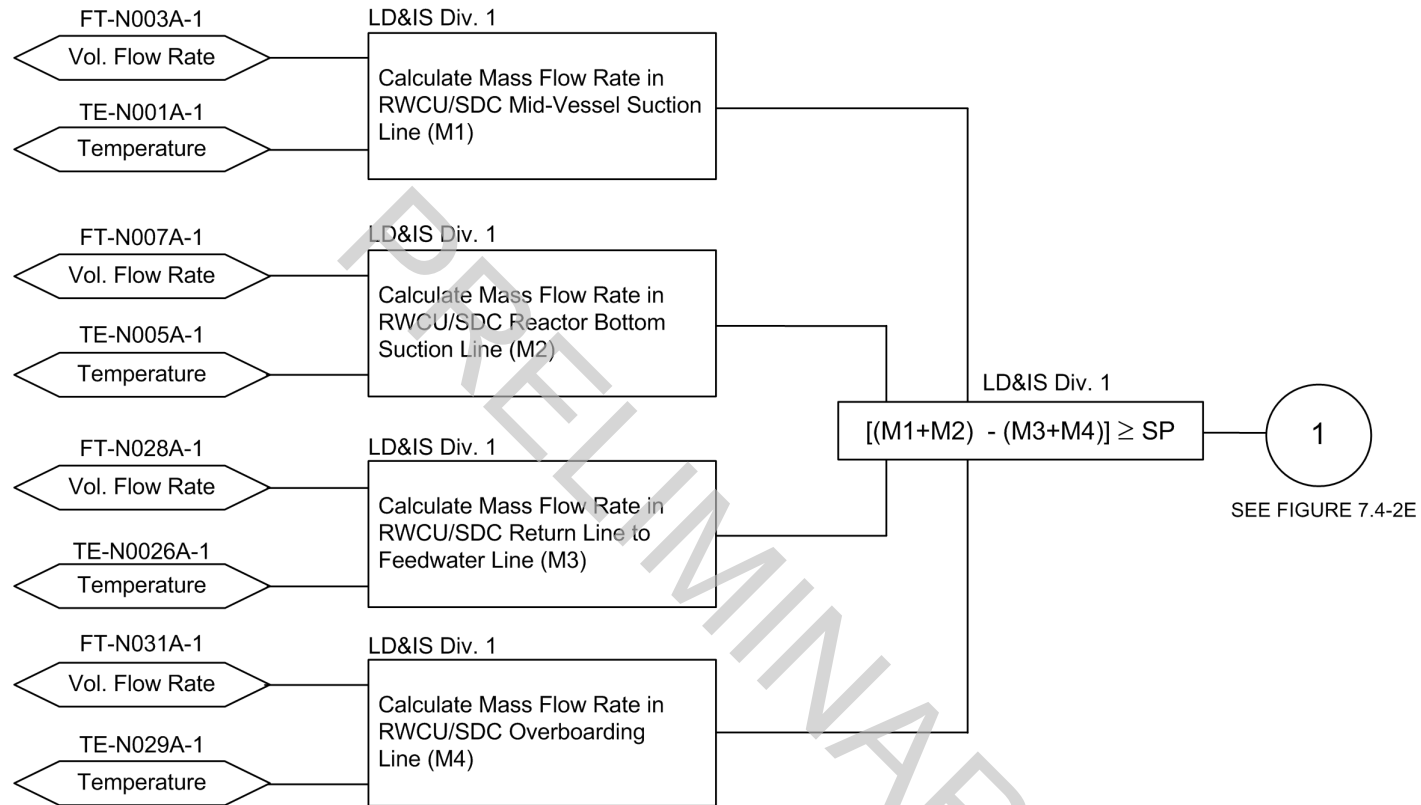 FT-N003A-1
Vol. Flow Rate
TE-N001A-1
Temperature
LD&IS Div. 1
Calculate Mass Flow Rate in
RWCU/SDC Mid-Vessel Suction
Line (M1)
FT-N007A-1
Vol. Flow Rate
TE-N005A-1
Temperature
LD&IS Div. 1
Calculate Mass Flow Rate in
RWCU/SDC Reactor Bottom
Suction Line (M2)
FT-N028A-1
Vol. Flow Rate
TE-N0026A-1
Temperature
LD&IS Div. 1
Calculate Mass Flow Rate in
RWCU/SDC Return Line to
Feedwater Line (M3)
FT-N031A-1
Vol. Flow Rate
TE-N029A-1
Temperature
LD&IS Div. 1
Calculate Mass Flow Rate in
RWCU/SDC Overboarding
Line (M4)
LD&IS Div. 1
[(M1+M2) - (M3+M4)] ≥ SP
1
SEE FIGURE 7.4-2E
PRELIMINAR